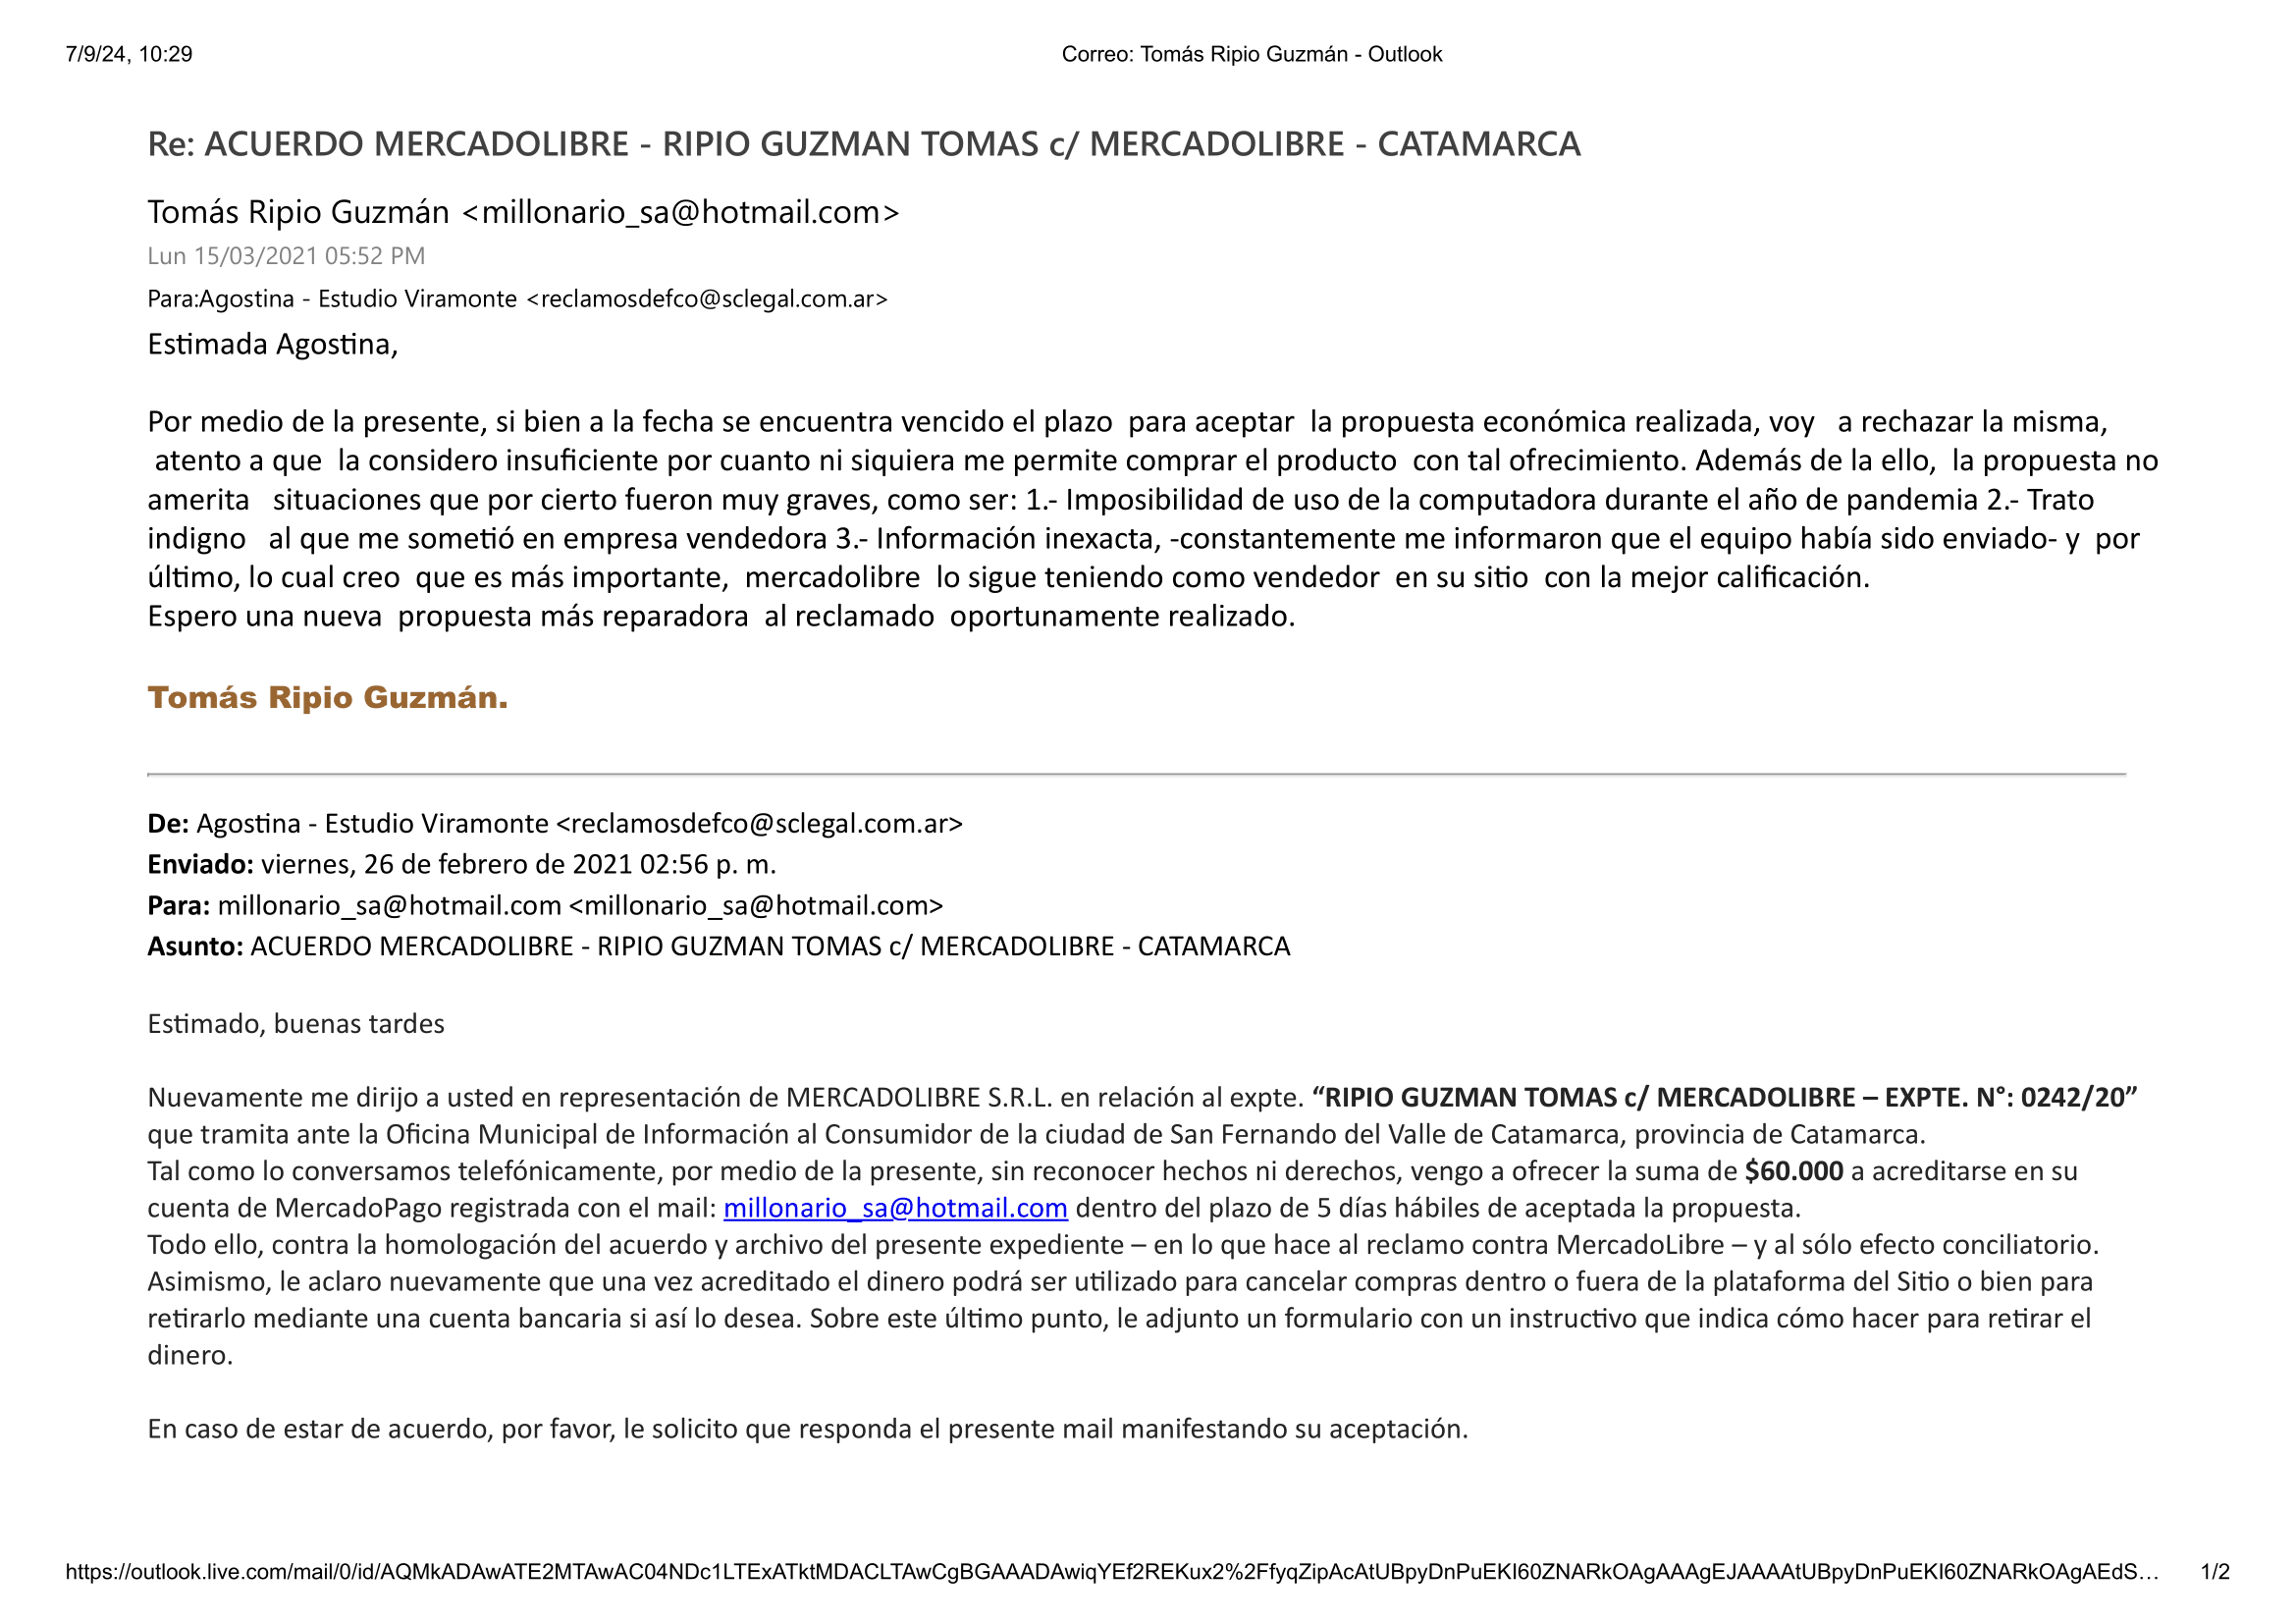 7/9/24, 10:29
Correo: Tomás Ripio Guzmán - Outlook
Re: ACUERDO MERCADOLIBRE - RIPIO GUZMAN TOMAS c/ MERCADOLIBRE - CATAMARCA
Tomás Ripio Guzmán <millonario_sa@hotmail.com>
Lun 15/03/2021 05:52 PM
Para:Agostina - Estudio Viramonte <reclamosdefco@sclegal.com.ar>
Estimada Agostina,
Por medio de la presente, si bien a la fecha se encuentra vencido el plazo para aceptar la propuesta económica realizada, voy a rechazar la misma,
atento a que la considero insuficiente por cuanto ni siquiera me permite comprar el producto con tal ofrecimiento. Además de la ello, la propuesta no
amerita situaciones que por cierto fueron muy graves, como ser: 1.- Imposibilidad de uso de la computadora durante el año de pandemia 2.- Trato
indigno al que me sometió en empresa vendedora 3.- Información inexacta, -constantemente me informaron que el equipo había sido enviado- y por
último, lo cual creo que es más importante, mercadolibre lo sigue teniendo como vendedor en su sitio con la mejor calificación.
Espero una nueva propuesta más reparadora al reclamado oportunamente realizado.
Tomás Ripio Guzmán.
De: Agostina - Estudio Viramonte <reclamosdefco@sclegal.com.ar>
Enviado: viernes, 26 de febrero de 2021 02:56 p. m.
Para: millonario_sa@hotmail.com <millonario_sa@hotmail.com>
Asunto: ACUERDO MERCADOLIBRE - RIPIO GUZMAN TOMAS c/ MERCADOLIBRE - CATAMARCA
Estimado, buenas tardes
Nuevamente me dirijo a usted en representación de MERCADOLIBRE S.R.L. en relación al expte. “RIPIO GUZMAN TOMAS c/ MERCADOLIBRE – EXPTE. N°: 0242/20”
que tramita ante la Oficina Municipal de Información al Consumidor de la ciudad de San Fernando del Valle de Catamarca, provincia de Catamarca.
Tal como lo conversamos telefónicamente, por medio de la presente, sin reconocer hechos ni derechos, vengo a ofrecer la suma de $60.000 a acreditarse en su
cuenta de MercadoPago registrada con el mail: millonario_sa@hotmail.com dentro del plazo de 5 días hábiles de aceptada la propuesta.
Todo ello, contra la homologación del acuerdo y archivo del presente expediente – en lo que hace al reclamo contra MercadoLibre – y al sólo efecto conciliatorio.
Asimismo, le aclaro nuevamente que una vez acreditado el dinero podrá ser utilizado para cancelar compras dentro o fuera de la plataforma del Sitio o bien para
retirarlo mediante una cuenta bancaria si así lo desea. Sobre este último punto, le adjunto un formulario con un instructivo que indica cómo hacer para retirar el
dinero.
En caso de estar de acuerdo, por favor, le solicito que responda el presente mail manifestando su aceptación.
https://outlook.live.com/mail/0/id/AQMkADAwATE2MTAwAC04NDc1LTExATktMDACLTAwCgBGAAADAwiqYEf2REKux2%2FfyqZipAcAtUBpyDnPuEKI60ZNARkOAgAAAgEJAAAAtUBpyDnPuEKI60ZNARkOAgAEdS…
1/2